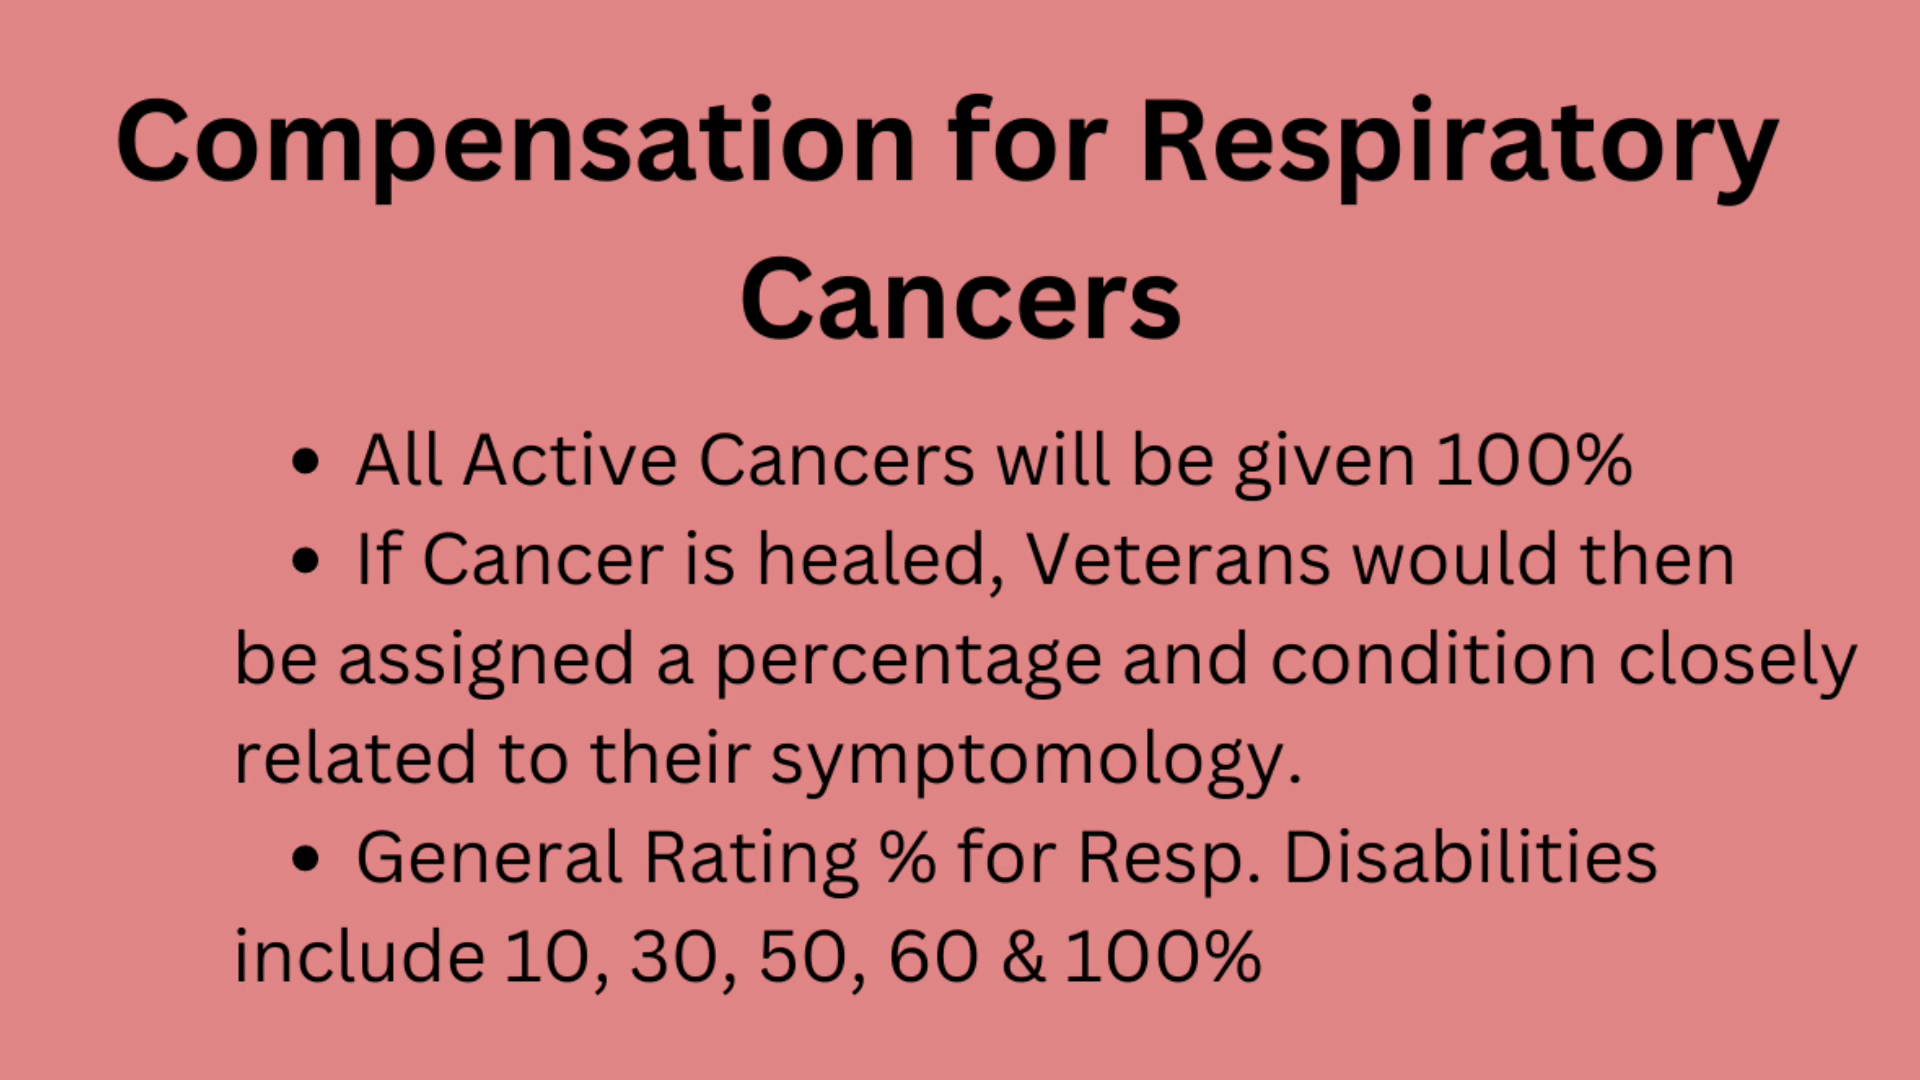 Compensation for Respiratory
Cancers
• All Active Cancers will be given 100%
• If Cancer is healed, Veterans would then
be assigned a percentage and condition closely
related to their symptomology.
• General Rating % for Resp. Disabilities
include 10, 30, 50, 60 & 100%